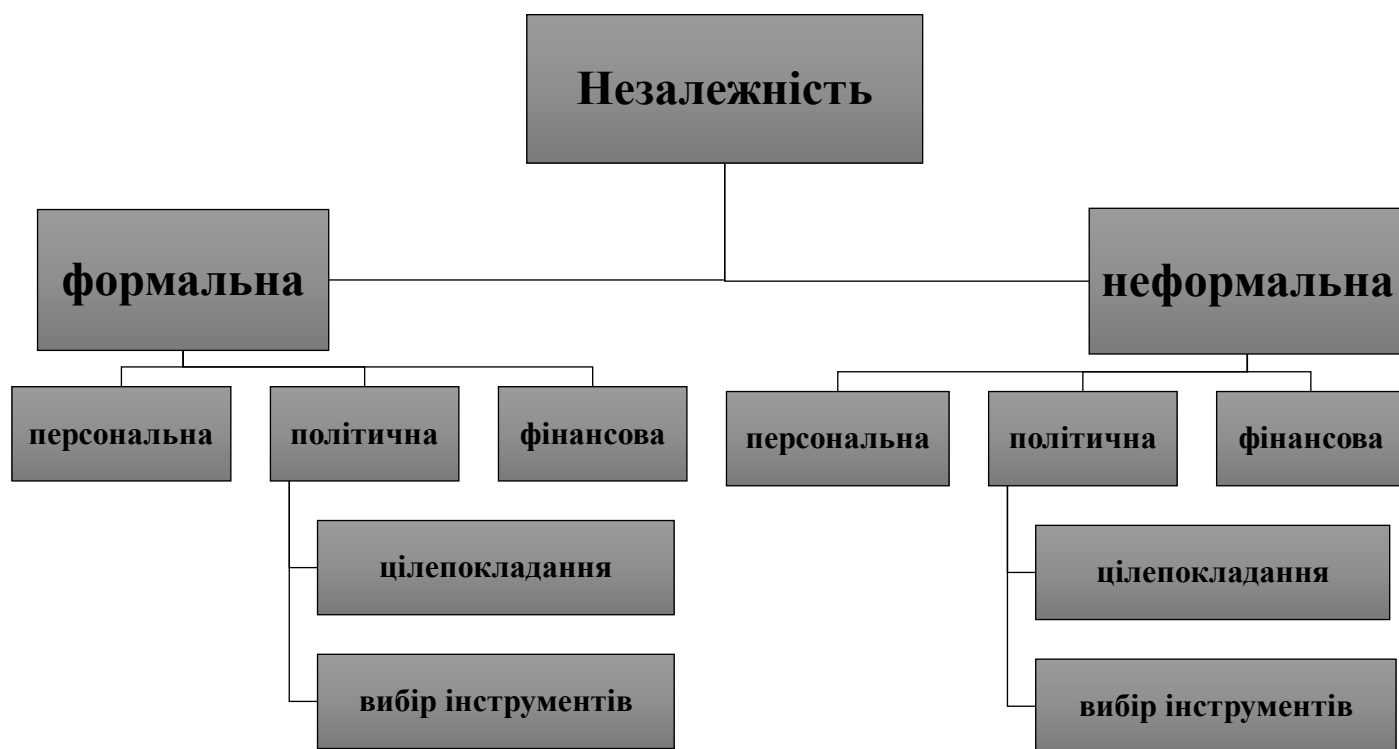 Незалежність
формальна
неформальна
персональна
політична
фінансова
персональна
політична
фінансова
цілепокладання
цілепокладання
вибір інструментів
вибір інструментів